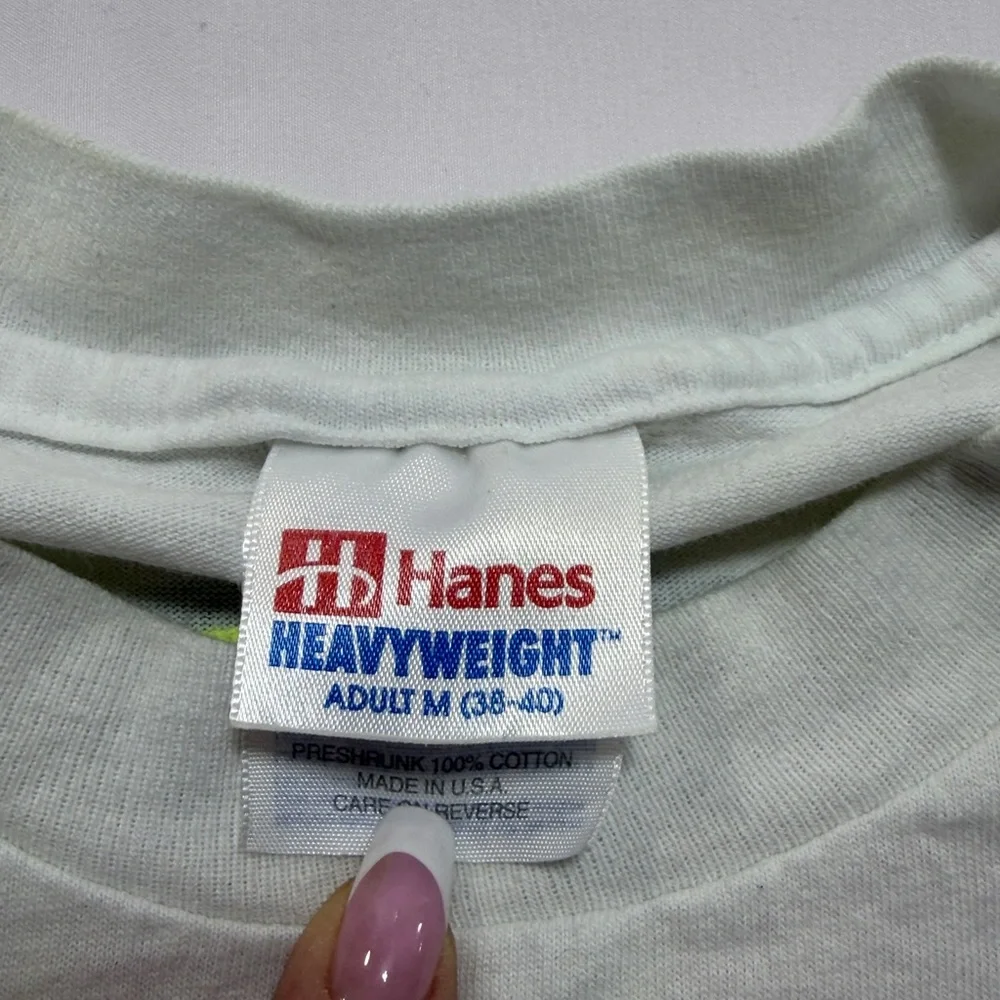 Hanes
HEAVYWEIGHT™
ADULT M (38-40)
PRESHRUNK 100% COTTON
MADE IN U.S.A.
CARE ON REVERSE